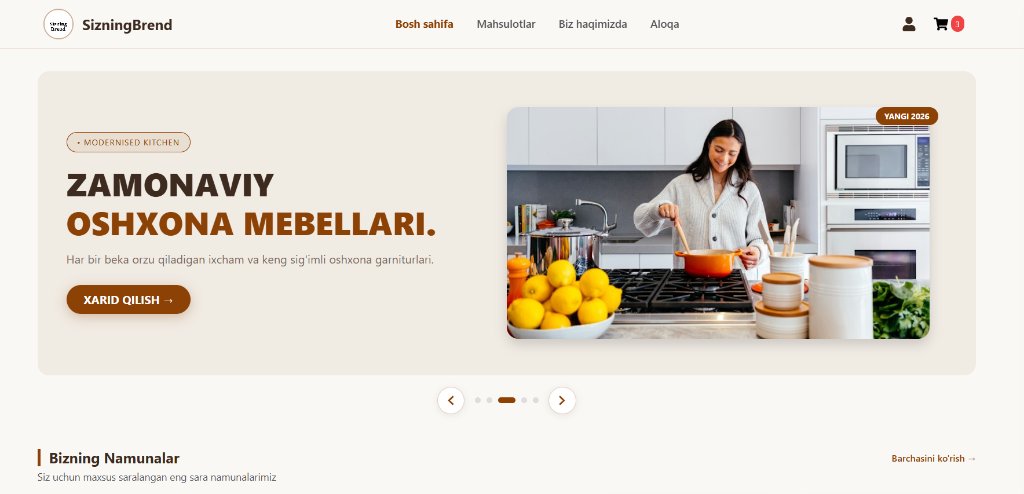 Sizning
Brend
SizningBrend
Bosh sahifa
Mahsulotlar
Biz haqimizda
Aloqa
3
• MODERNISED KITCHEN
ZAMONAVIY
OSHXONA MEBELLARI.
Har bir beka orzu qiladigan ixcham va keng sig'imli oshxona garniturlari.
XARID QILISH →
YANGI 2026
Bizning Namunalar
Siz uchun maxsus saralangan eng sara namunalarimiz
Barchasini ko'rish →